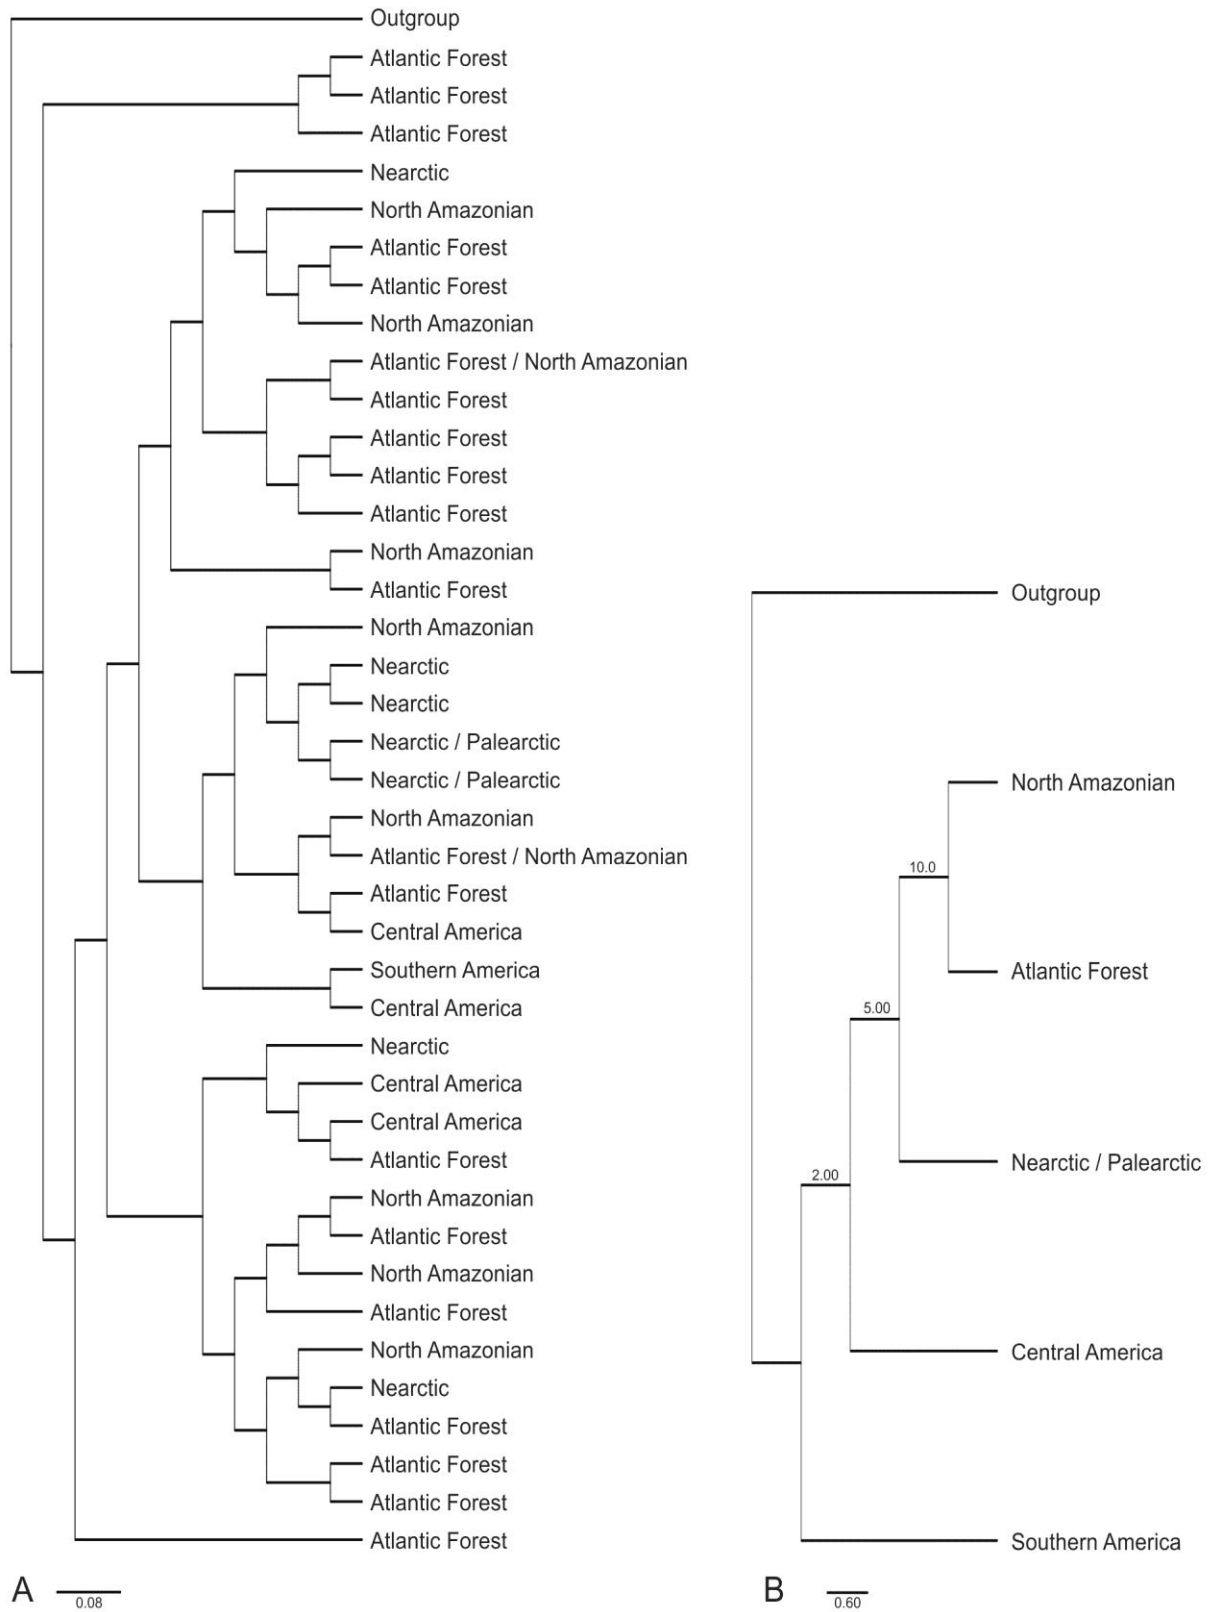 Outgroup
Atlantic Forest
Atlantic Forest
Atlantic Forest
Nearctic
North Amazonian
Atlantic Forest
Atlantic Forest
North Amazonian
Atlantic Forest / North Amazonian
Atlantic Forest
Atlantic Forest
Atlantic Forest
Atlantic Forest
North Amazonian
Atlantic Forest
North Amazonian
Nearctic
Nearctic
Nearctic / Palearctic
Nearctic / Palearctic
North Amazonian
Atlantic Forest / North Amazonian
Atlantic Forest
Central America
Southern America
Central America
Nearctic
Central America
Central America
Atlantic Forest
North Amazonian
Atlantic Forest
North Amazonian
Atlantic Forest
North Amazonian
Nearctic
Atlantic Forest
Atlantic Forest
Atlantic Forest
Atlantic Forest
A
0.08
Outgroup
North Amazonian
10.0
Atlantic Forest
5.00
Nearctic / Palearctic
2.00
Central America
Southern America
B
0.60